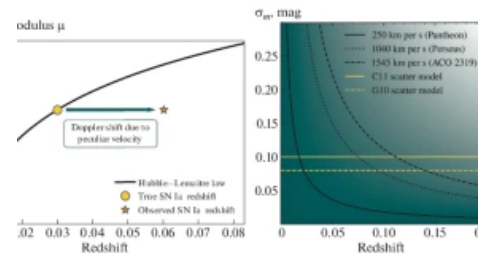 odulus μ
Doppler shift due to
peculiar velocity
Hubble–Lemaitre law
True SN Ia redshift
Observed SN Ia redshift
.02 0.03 0.04 0.05 0.06 0.07 0.08
Redshift
σm, mag
250 km per s (Pantheon)
1040 km per s (Perseus)
1545 km per s (ACO 2319)
C11 scatter model
G10 scatter model
0.25
0.20
0.15
0.10
0.05
0 0.05 0.10 0.15 0.
Redshift